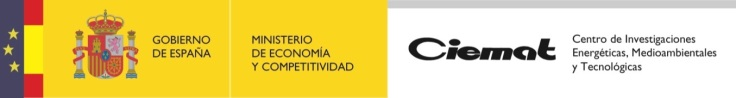 GOBIERNO
DE ESPAÑA
MINISTERIO
DE ECONOMÍA
Y COMPETITIVIDAD
Ciemat
Centro de Investigaciones
Energéticas, Medioambientales
y Tecnológicas